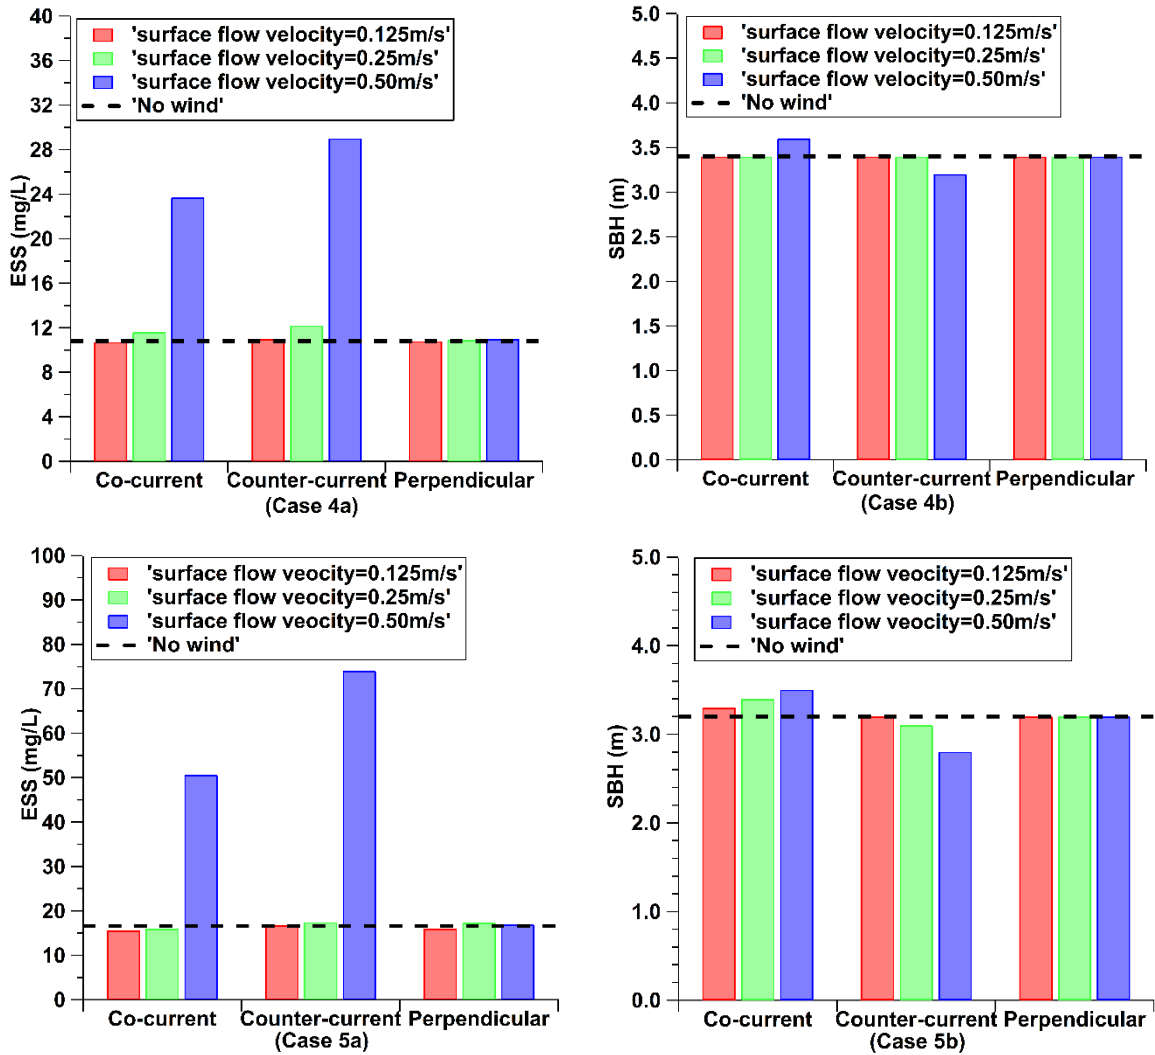 40
36
32
28
24
20
16
12
8
4
0
ESS (mg/L)
'surface flow velocity=0.125m/s'
'surface flow velocity=0.25m/s'
'surface flow velocity=0.50m/s'
'No wind'
Co-current Counter-current Perpendicular
(Case 4a)
5.0
4.5
4.0
3.5
3.0
2.5
2.0
1.5
1.0
0.5
0.0
SBH (m)
'surface flow velocity=0.125m/s'
'surface flow velocity=0.25m/s'
'surface flow velocity=0.50m/s'
'No wind'
Co-current Counter-current Perpendicular
(Case 4b)
100
90
80
70
60
50
40
30
20
10
0
ESS (mg/L)
'surface flow veocity=0.125m/s'
'surface flow veocity=0.25m/s'
'surface flow veocity=0.50m/s'
'No wind'
Co-current Counter-current Perpendicular
(Case 5a)
5.0
4.0
3.0
2.0
1.0
0.0
SBH (m)
'surface flow veocity=0.125m/s'
'surface flow veocity=0.25m/s'
'surface flow veocity=0.50m/s'
'No wind'
Co-current Counter-current Perpendicular
(Case 5b)